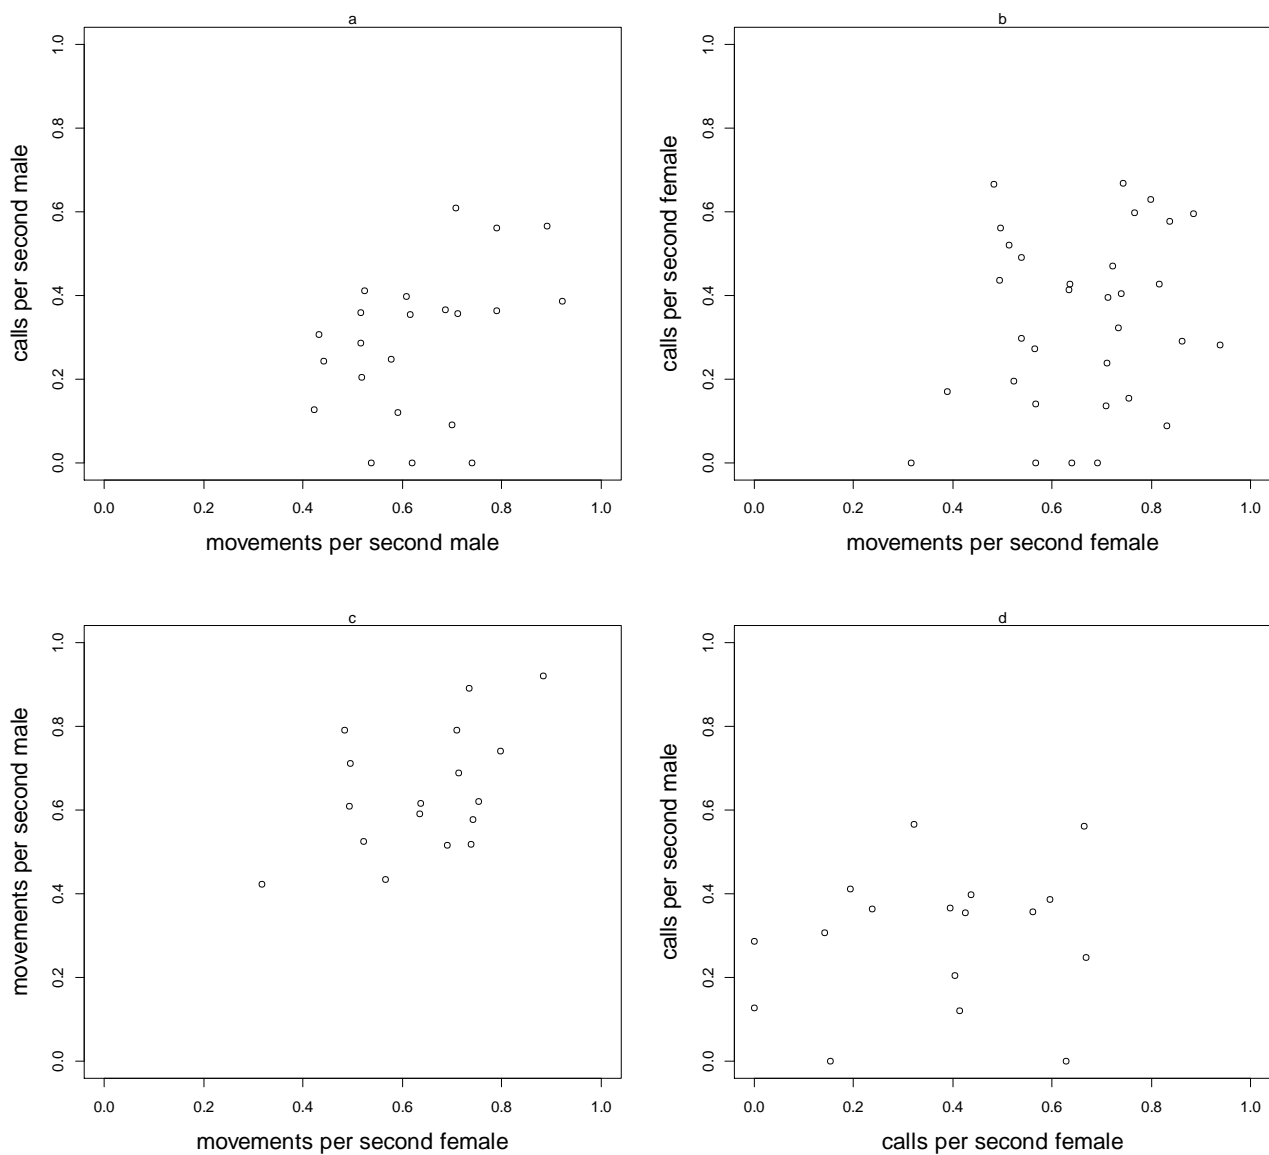 a
calls per second male
1.0
0.8
0.6
0.4
0.2
0.0
0.0 0.2 0.4 0.6 0.8 1.0
movements per second male
b
calls per second female
1.0
0.8
0.6
0.4
0.2
0.0
0.0 0.2 0.4 0.6 0.8 1.0
movements per second female
c
movements per second male
1.0
0.8
0.6
0.4
0.2
0.0
0.0 0.2 0.4 0.6 0.8 1.0
movements per second female
d
calls per second male
1.0
0.8
0.6
0.4
0.2
0.0
0.0 0.2 0.4 0.6 0.8 1.0
calls per second female